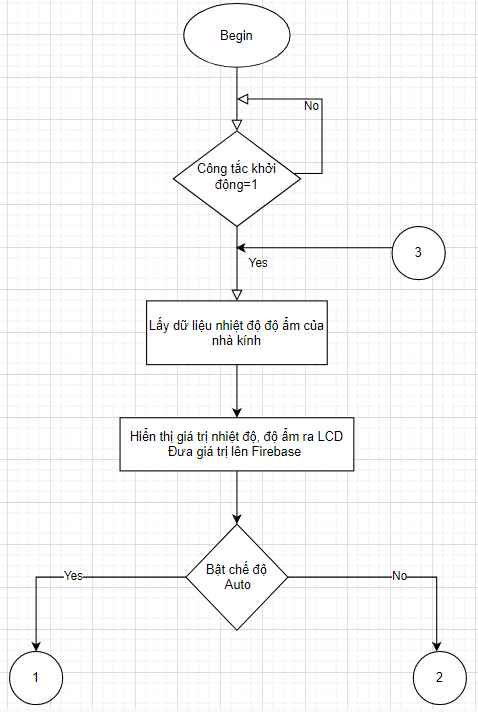 Begin
No
Công tắc khởi
động=1
3
Yes
Lấy dữ liệu nhiệt độ độ ẩm của
nhà kính
Hiển thị giá trị nhiệt độ, độ ẩm ra LCD
Đưa giá trị lên Firebase
Bật chế độ
Auto
Yes
No
1
2